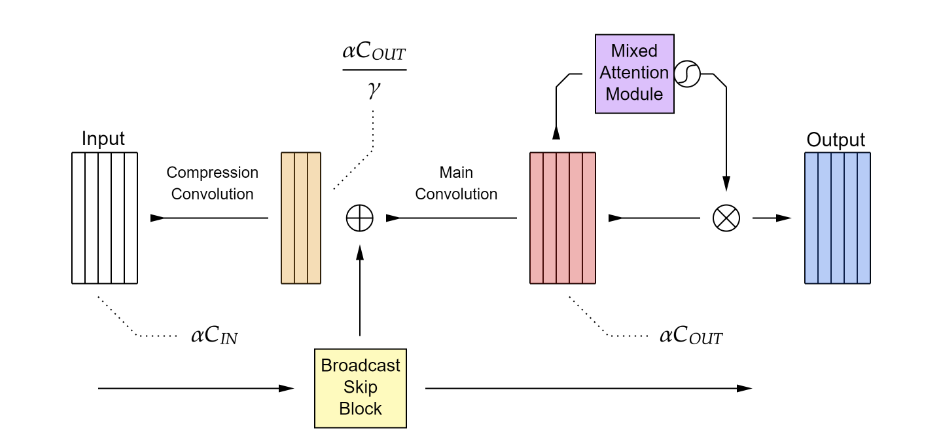 αC_OUT
γ
Mixed
Attention
Module
Input
Output
Compression
Convolution
Main
Convolution
αC_IN
αC_OUT
Broadcast
Skip
Block